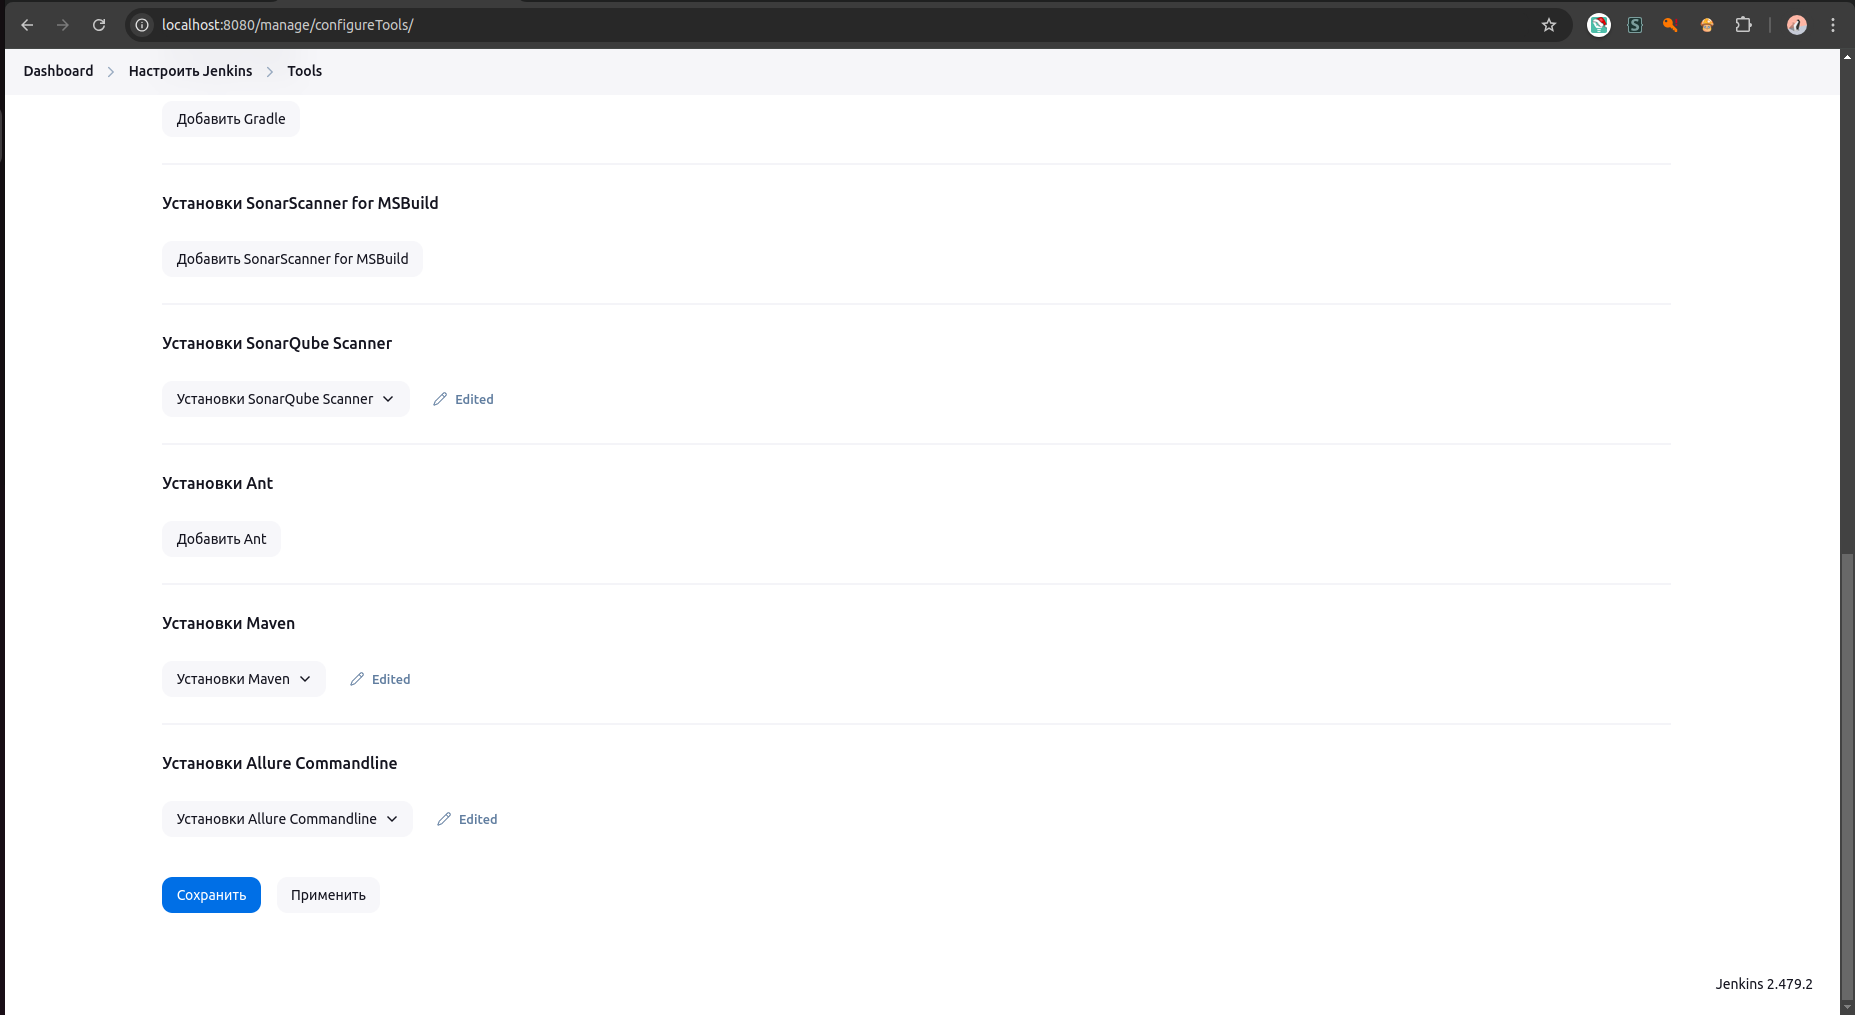 localhost:8080/manage/configureTools/
Dashboard > Настроить Jenkins > Tools
Добавить Gradle
Установки SonarScanner for MSBuild
Добавить SonarScanner for MSBuild
Установки SonarQube Scanner
Установки SonarQube Scanner Edited
Установки Ant
Добавить Ant
Установки Maven
Установки Maven Edited
Установки Allure Commandline
Установки Allure Commandline Edited
Сохранить Применить
Jenkins 2.479.2